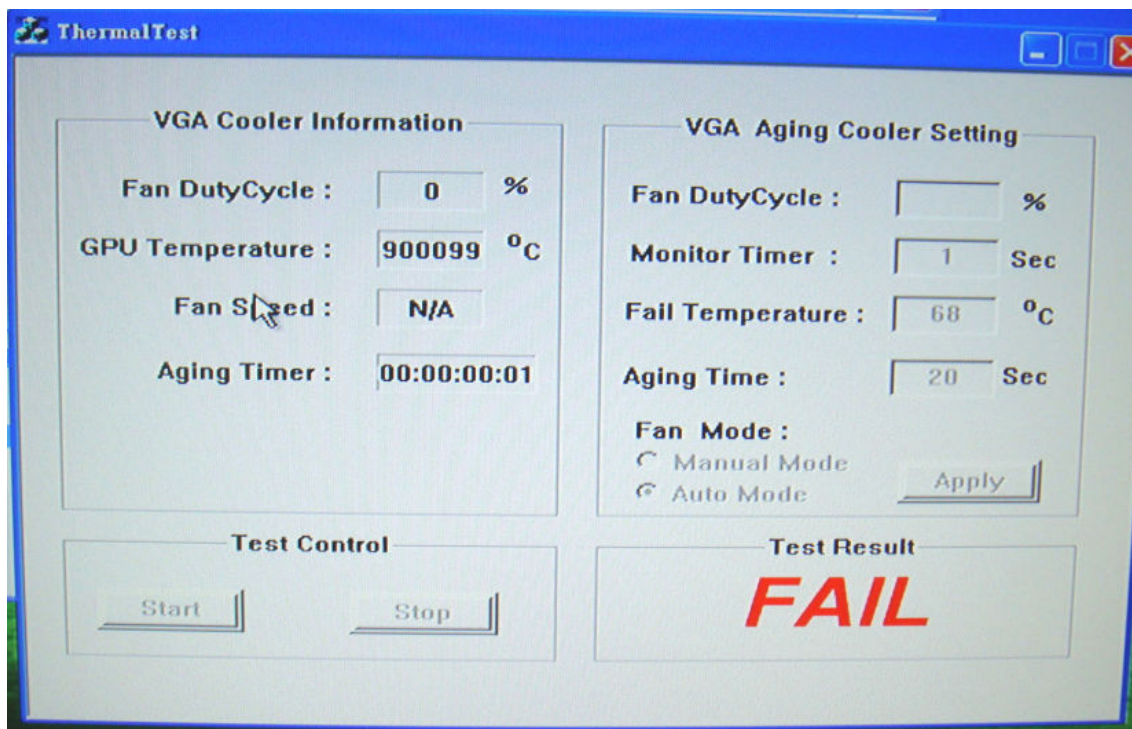 ThermalTest
VGA Cooler Information
Fan DutyCycle : 0 %
GPU Temperature : 900099 ºC
Fan Speed : N/A
Aging Timer : 00:00:00:01
VGA Aging Cooler Setting
Fan DutyCycle : %
Monitor Timer : 1 Sec
Fail Temperature : 68 ºC
Aging Time : 20 Sec
Fan Mode :
Manual Mode
Auto Mode
Apply
Test Control
Start Stop
Test Result
FAIL